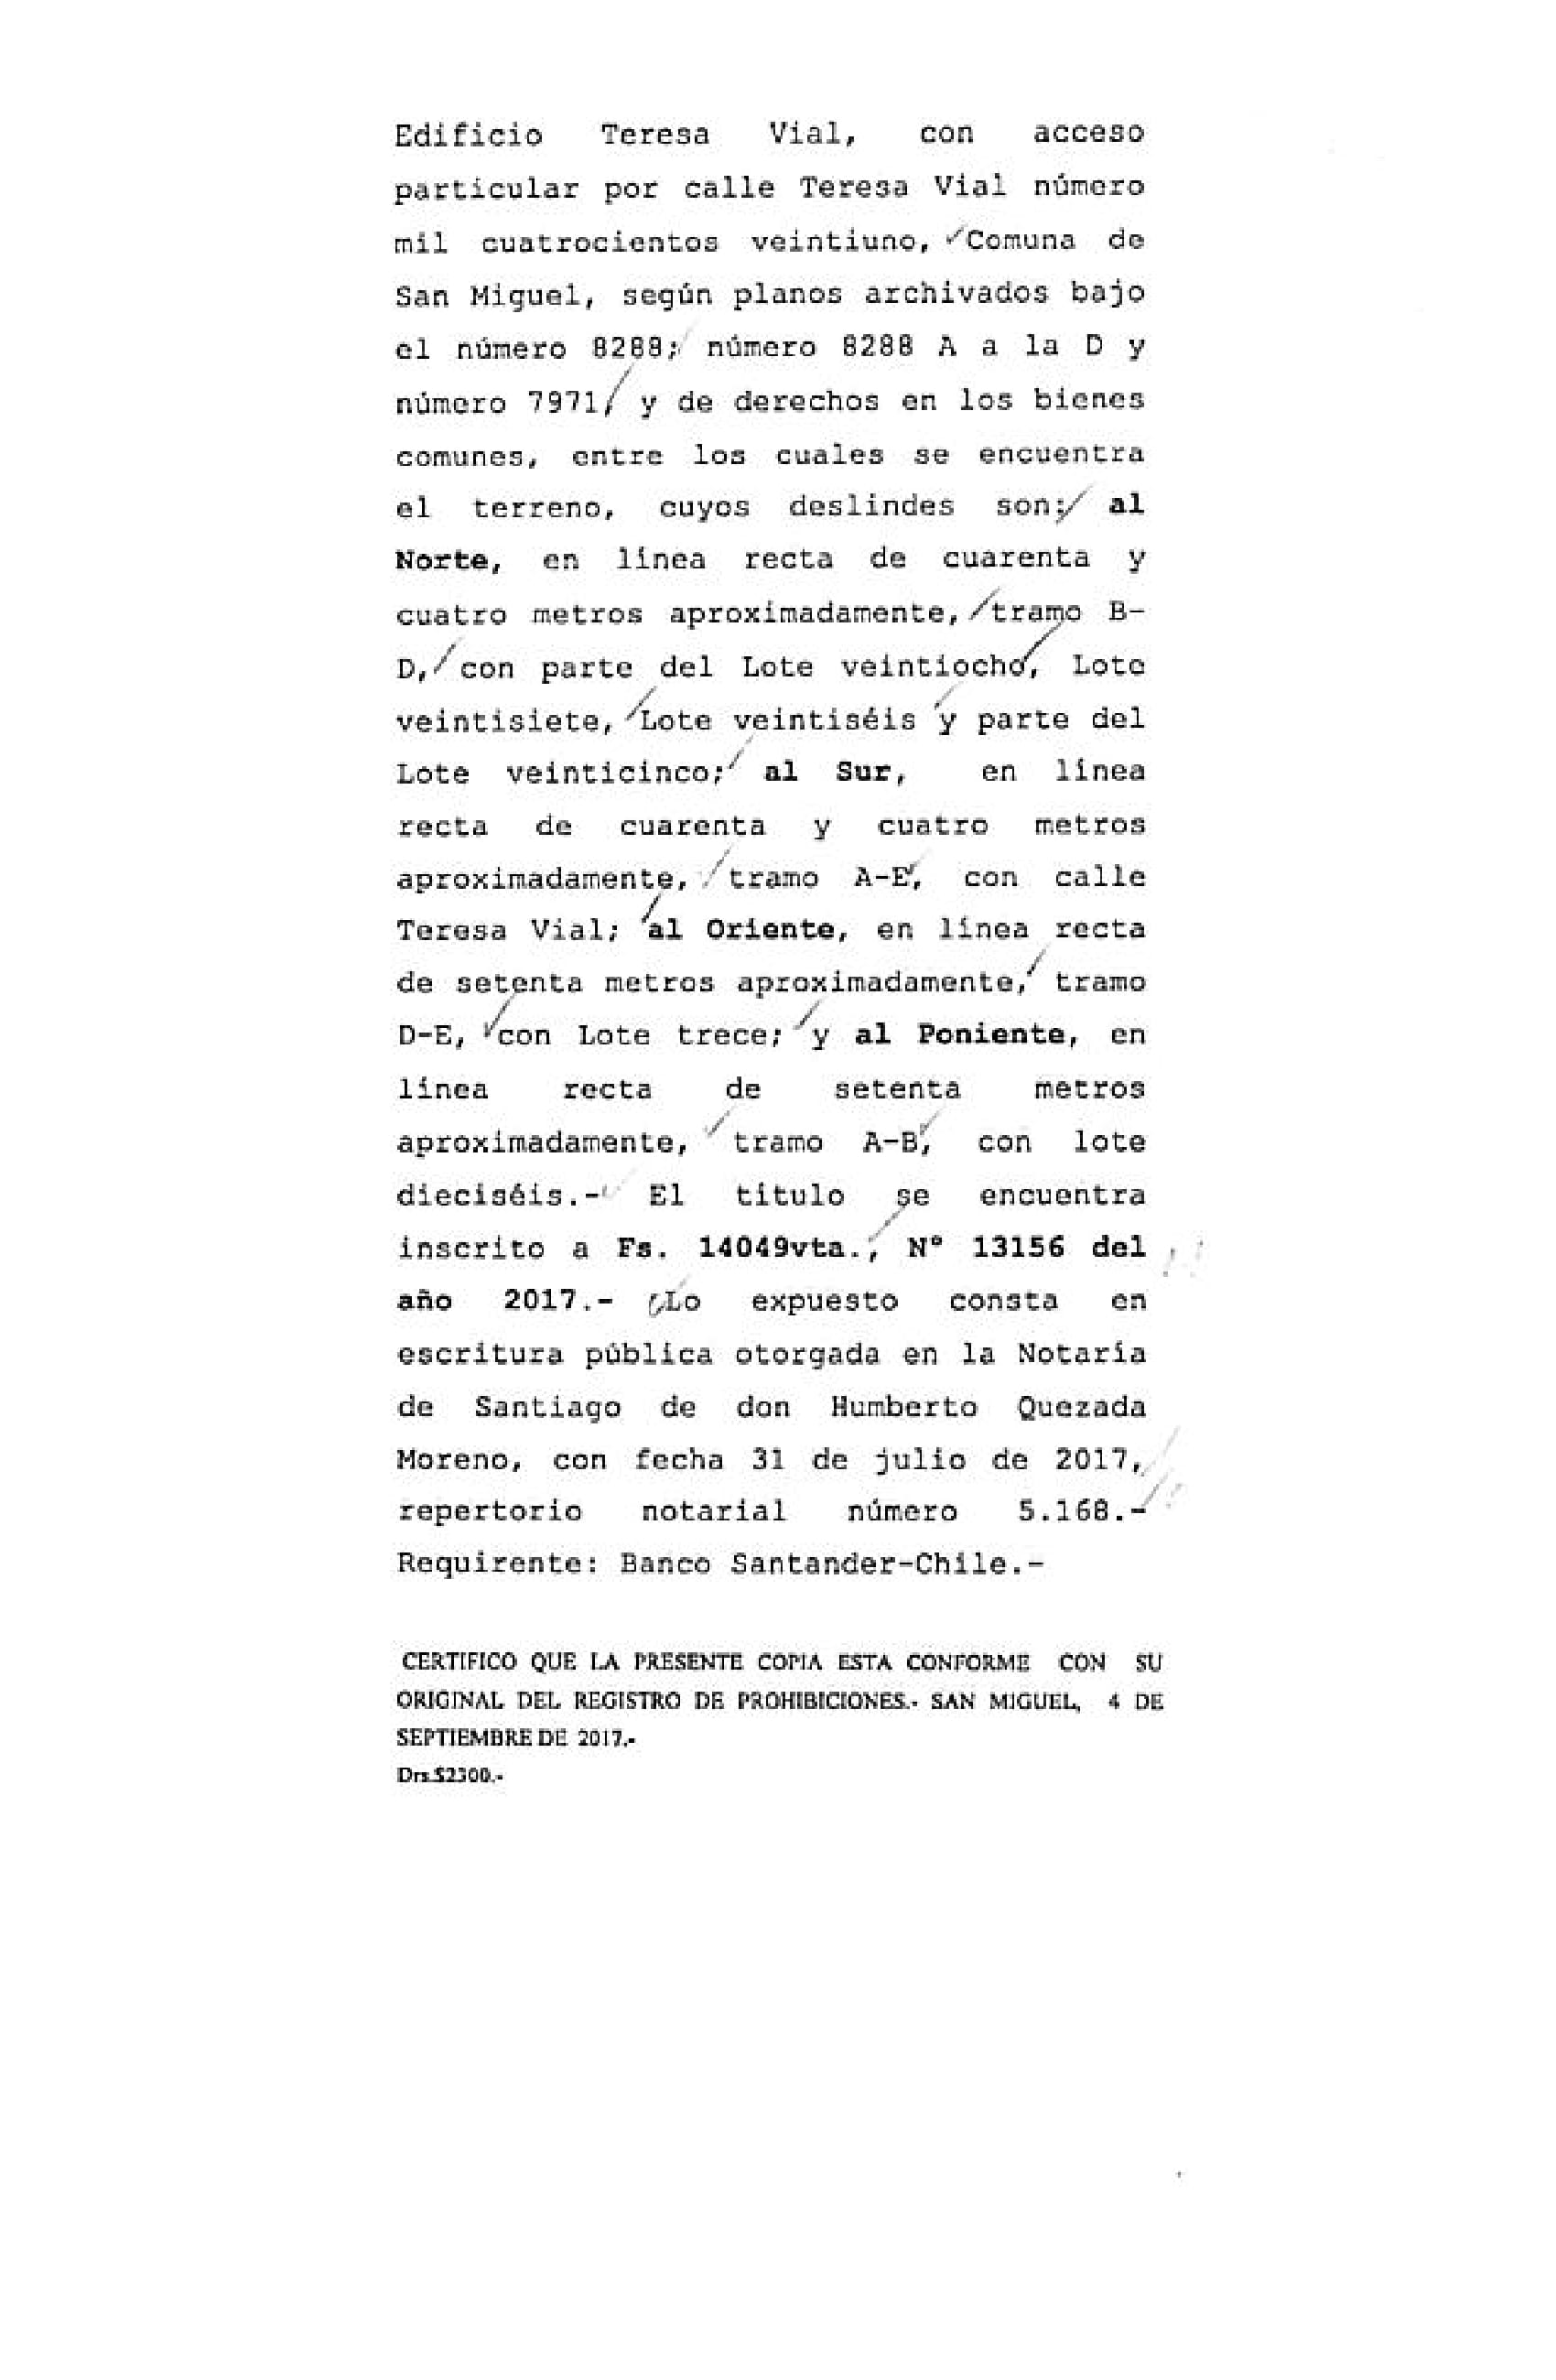 Edificio Teresa Vial, con acceso
particular por calle Teresa Vial número
mil cuatrocientos veintiuno, Comuna de
San Miguel, según planos archivados bajo
el número 8288; número 8288 A a la D y
número 7971, y de derechos en los bienes
comunes, entre los cuales se encuentra
el terreno, cuyos deslindes son: al
Norte, en línea recta de cuarenta y
cuatro metros aproximadamente, tramo B-
D, con parte del Lote veintiocho, Lote
veintisiete, Lote veintiséis y parte del
Lote veinticinco; al Sur, en línea
recta de cuarenta y cuatro metros
aproximadamente, tramo A-E, con calle
Teresa Vial; al Oriente, en línea recta
de setenta metros aproximadamente, tramo
D-E, con Lote trece; y al Poniente, en
línea recta de setenta metros
aproximadamente, tramo A-B, con lote
dieciséis.- El título se encuentra
inscrito a Fs. 14049vta., Nº 13156 del
año 2017.- Lo expuesto consta en
escritura pública otorgada en la Notaría
de Santiago de don Humberto Quezada
Moreno, con fecha 31 de julio de 2017,
repertorio notarial número 5.168.-
Requirente: Banco Santander-Chile.-
CERTIFICO QUE LA PRESENTE COPIA ESTA CONFORME CON SU
ORIGINAL DEL REGISTRO DE PROHIBICIONES.- SAN MIGUEL, 4 DE
SEPTIEMBRE DE 2017.-
Drs.$2300.-